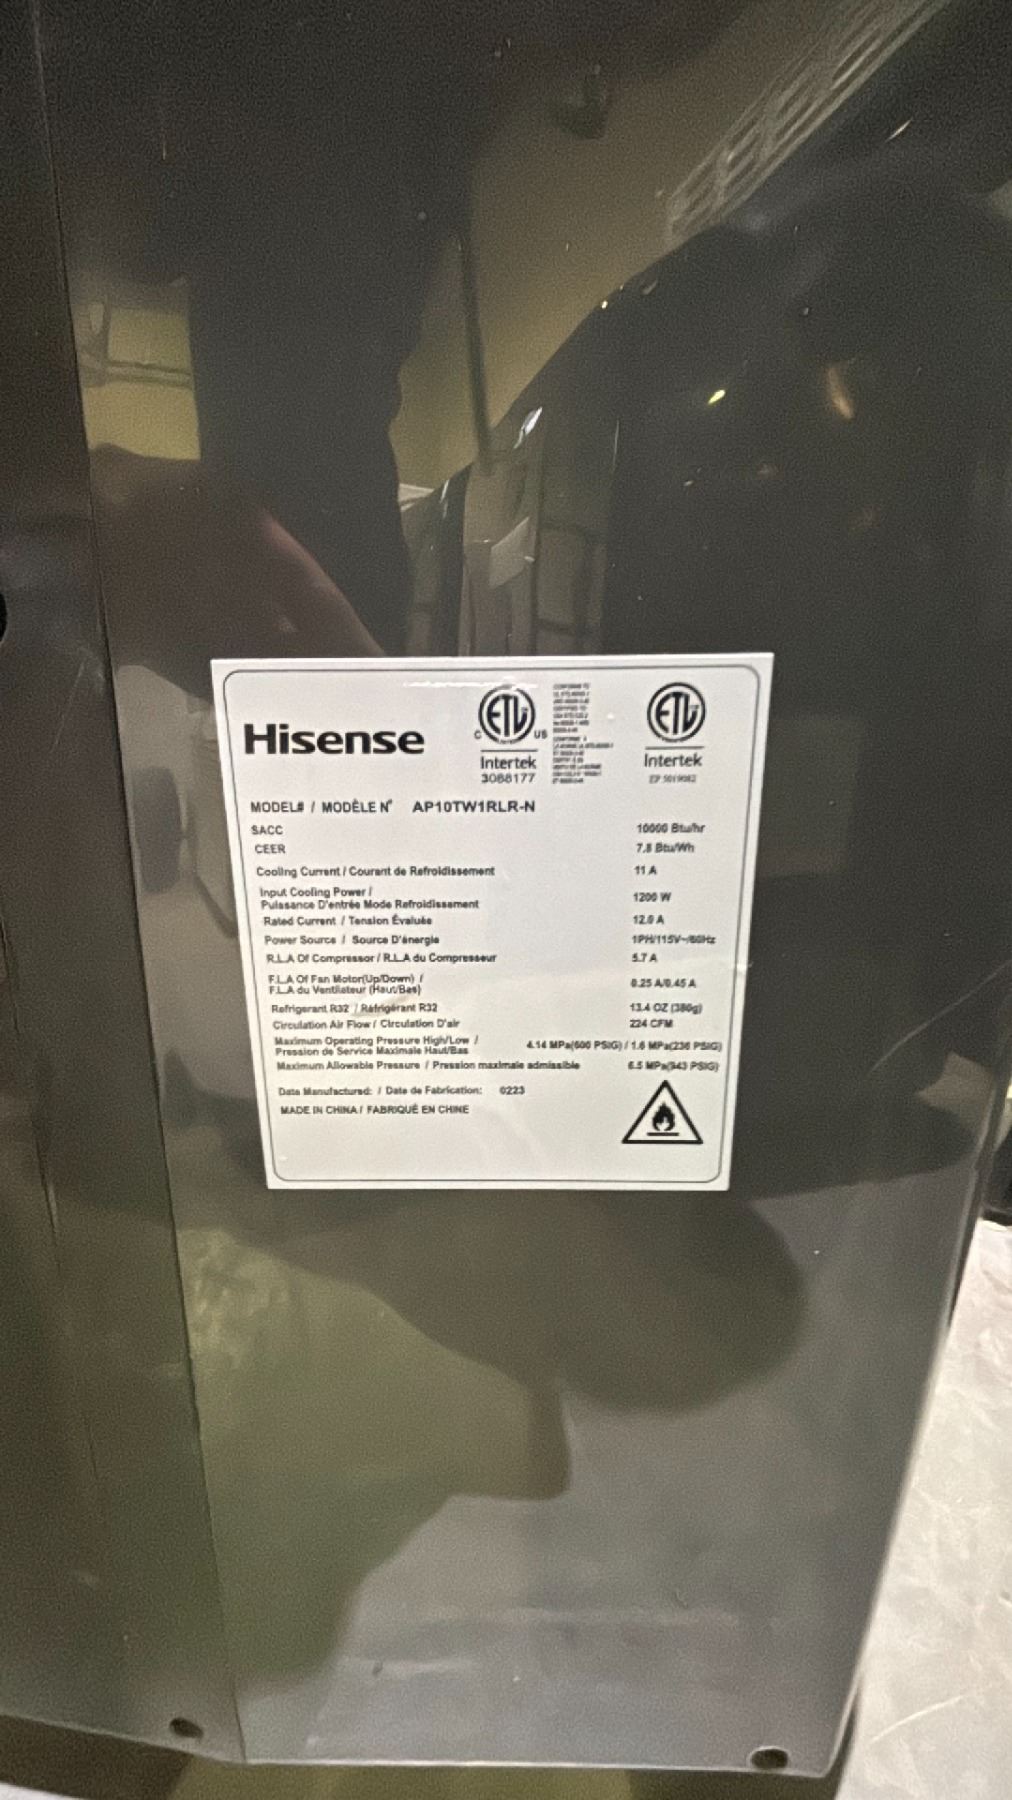 Hisense
ETL
C US
Intertek
3088177
ETL
Intertek
MODEL# / MODÈLE N° AP10TW1RLR-N
SACC 10000 Btu/hr
CEER 7.8 Btu/Wh
Cooling Current / Courant de Refroidissement 11 A
Input Cooling Power /
Puissance D'entrée Mode Refroidissement 1200 W
Rated Current / Tension Évaluée 12.0 A
Power Source / Source D'énergie 1PH/115V~/60Hz
R.L.A Of Compressor / R.L.A du Compresseur 5.7 A
F.L.A Of Fan Motor(Up/Down) /
F.L.A du Ventilateur (Haut/Bas) 0.25 A/0.45 A
Refrigerant R32 / Réfrigérant R32 13.4 OZ (380g)
Circulation Air Flow / Circulation D'air 224 CFM
Maximum Operating Pressure High/Low /
Pression de Service Maximale Haut/Bas 4.14 MPa(600 PSIG) / 1.6 MPa(236 PSIG)
Maximum Allowable Pressure / Pression maximale admissible 6.5 MPa(943 PSIG)
Data Manufactured: / Date de Fabrication: 0223
MADE IN CHINA / FABRIQUÉ EN CHINE